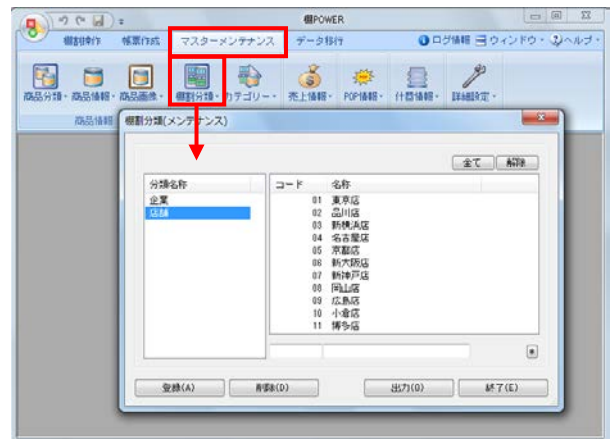 棚POWER
棚割執行 帳票作成 マスターメンテナンス データ移行 ログ情報 ウィンドウ ヘルプ
商品分類 商品情報 商品画像 棚割分類 カテゴリー 売上情報 POP情報 什器情報 詳細設定
商品情報
棚割分類(メンテナンス)
全て 解除
分類名称 コード 名称
企業
店舗
01 東京店
02 品川店
03 新横浜店
04 名古屋店
05 京都店
06 新大阪店
07 新神戸店
08 岡山店
09 広島店
10 小倉店
11 博多店
登録(A) 削除(D) 出力(O) 終了(E)